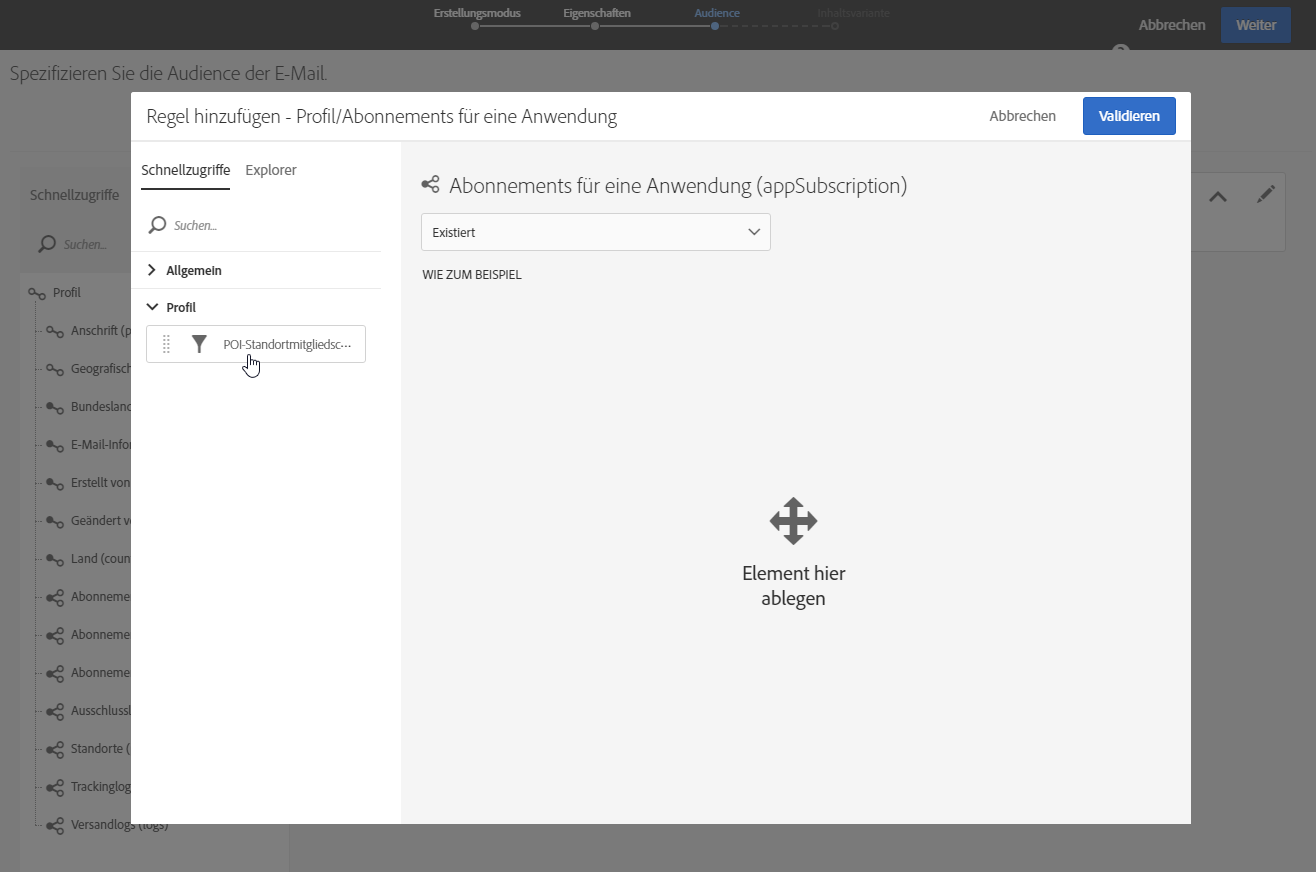 Erstellungsmodus Eigenschaften Audience Inhaltsvariante
Abbrechen Weiter
Spezifizieren Sie die Audience der E-Mail.
Regel hinzufügen - Profil/Abonnements für eine Anwendung
Abbrechen Validieren
Schnellzugriffe Explorer
Abonnements für eine Anwendung (appSubscription)
Schnellzugriffe
Suchen...
Existiert
Suchen...
Allgemein
WIE ZUM BEISPIEL
Profil
Profil
Anschrift (p
POI-Standortmitgliedsc···
Geografisch
Bundesland
E-Mail-Infor
Erstellt von
Geändert v
Land (coun
Element hier
ablegen
Abonneme
Abonneme
Abonneme
Ausschlussl
Standorte (
Trackinglog
Versandlogs (logs)